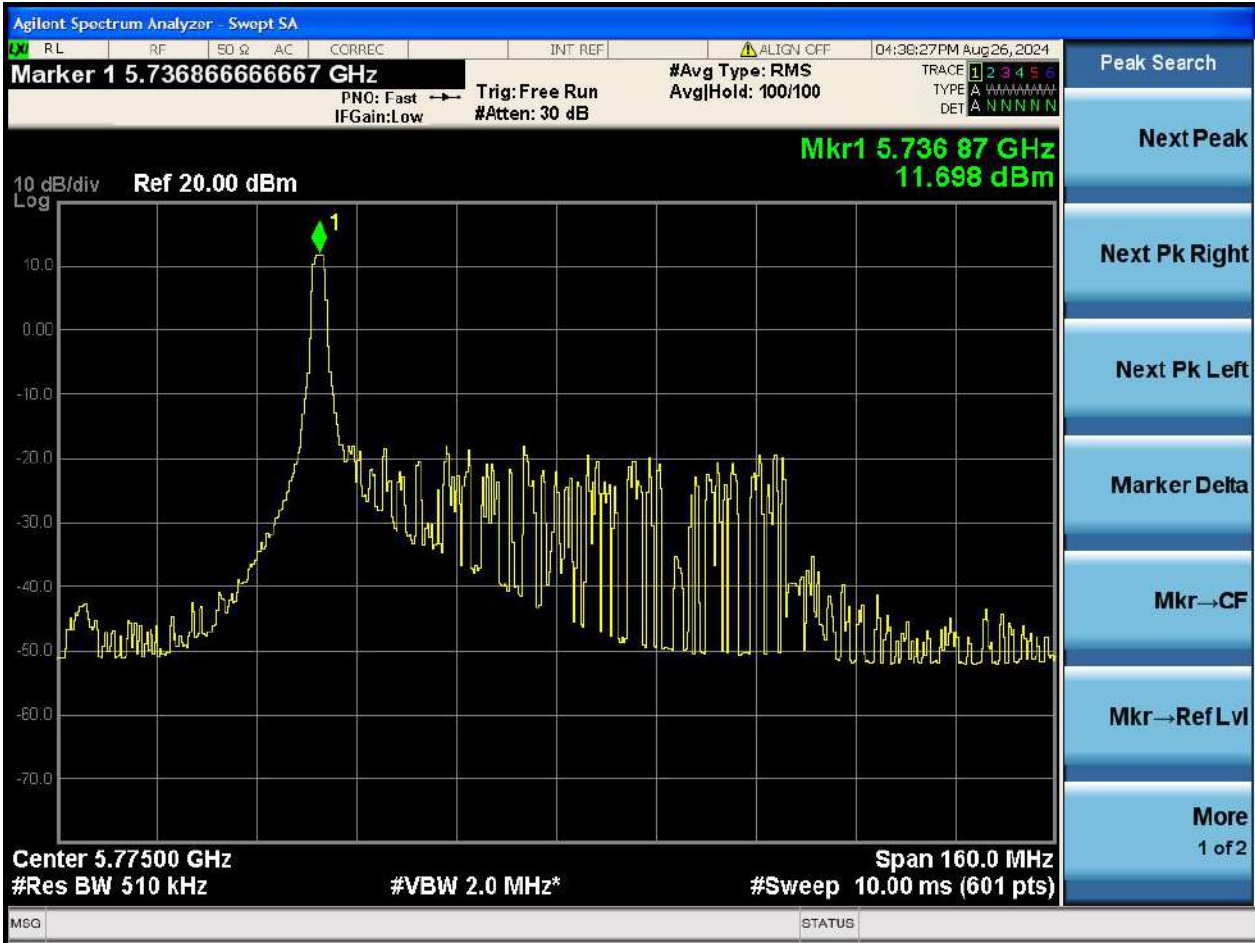 Agilent Spectrum Analyzer - Swept SA
LXI RL RF 50 Ω AC CORREC INT REF ALIGN OFF 04:38:27PM Aug 26, 2024
Marker 1 5.736866666667 GHz
PNO: Fast
IFGain:Low
Trig: Free Run
#Atten: 30 dB
#Avg Type: RMS
Avg|Hold: 100/100
TRACE 1 2 3 4 5 6
TYPE A WWWWWW
DET A N N N N N
Mkr1 5.736 87 GHz
11.698 dBm
10 dB/div Ref 20.00 dBm
Log
1
10.0
0.00
-10.0
-20.0
-30.0
-40.0
-50.0
-60.0
-70.0
Center 5.77500 GHz Span 160.0 MHz
#Res BW 510 kHz #VBW 2.0 MHz* #Sweep 10.00 ms (601 pts)
MSG STATUS
Peak Search
Next Peak
Next Pk Right
Next Pk Left
Marker Delta
Mkr→CF
Mkr→Ref Lvl
More
1 of 2